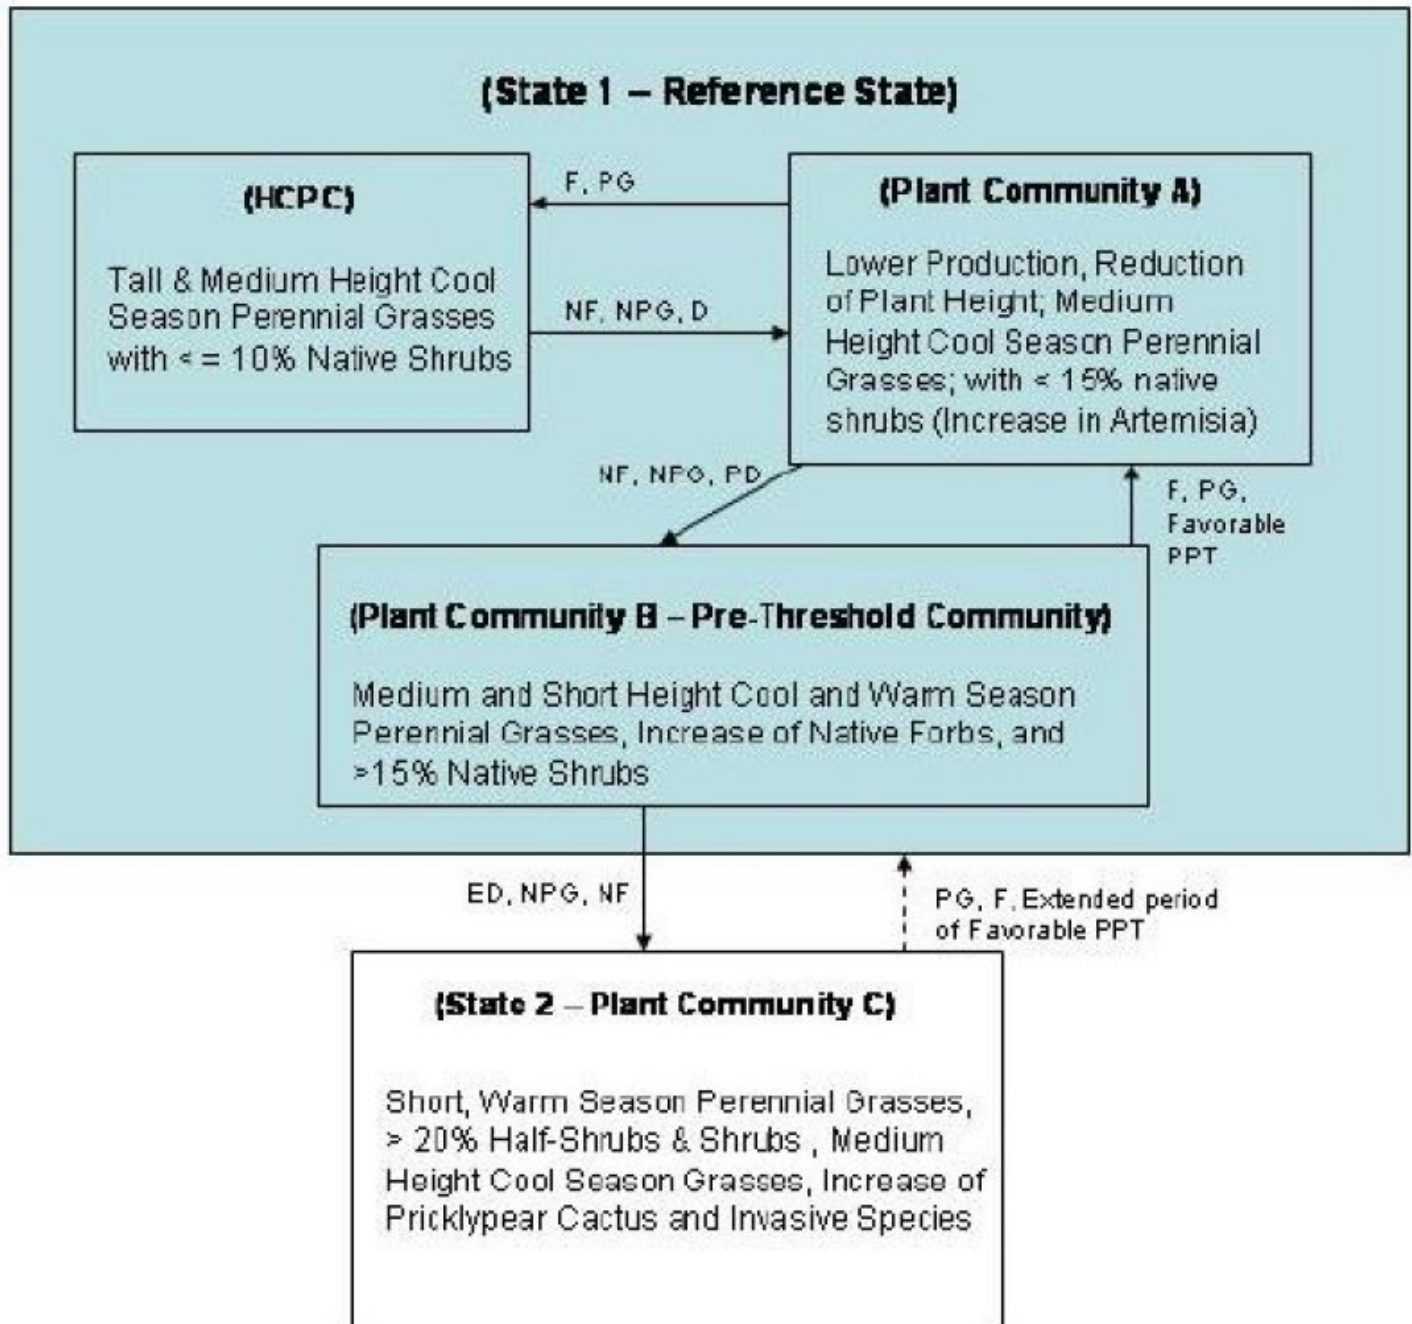 (State 1 – Reference State)
(HCPC)
Tall & Medium Height Cool
Season Perennial Grasses
with < = 10% Native Shrubs
F, PG
NF, NPG, D
(Plant Community A)
Lower Production, Reduction
of Plant Height; Medium
Height Cool Season Perennial
Grasses; with < 15% native
shrubs (Increase in Artemisia)
NF, NPG, PD
F, PG,
Favorable
PPT
(Plant Community B – Pre-Threshold Community)
Medium and Short Height Cool and Warm Season
Perennial Grasses, Increase of Native Forbs, and
>15% Native Shrubs
ED, NPG, NF
PG, F, Extended period
of Favorable PPT
(State 2 – Plant Community C)
Short, Warm Season Perennial Grasses,
> 20% Half-Shrubs & Shrubs , Medium
Height Cool Season Grasses, Increase of
Pricklypear Cactus and Invasive Species